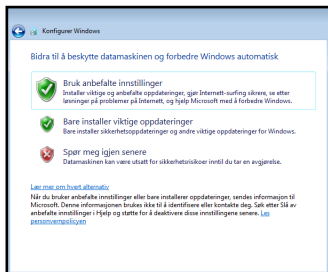 Konfigurer Windows
Bidra til å beskytte datamaskinen og forbedre Windows automatisk
Bruk anbefalte innstillinger
Installer viktige og anbefalte oppdateringer, gjør Internett-surfing sikrere, se etter
løsninger på problemer på Internett, og hjelp Microsoft med å forbedre Windows.
Bare installer viktige oppdateringer
Bare installer sikkerhetsoppdateringer og andre viktige oppdateringer for Windows.
Spør meg igjen senere
Datamaskinen kan være utsatt for sikkerhetsrisikoer inntil du tar en avgjørelse.
Lær mer om hvert alternativ
Når du bruker anbefalte innstillinger eller bare installerer oppdateringer, sendes informasjon til
Microsoft. Denne informasjonen brukes ikke til å identifisere eller kontakte deg. Søk etter Slå av
anbefalte innstillinger i Hjelp og støtte for å deaktivere disse innstillingene senere. Les
personvernpolicyen